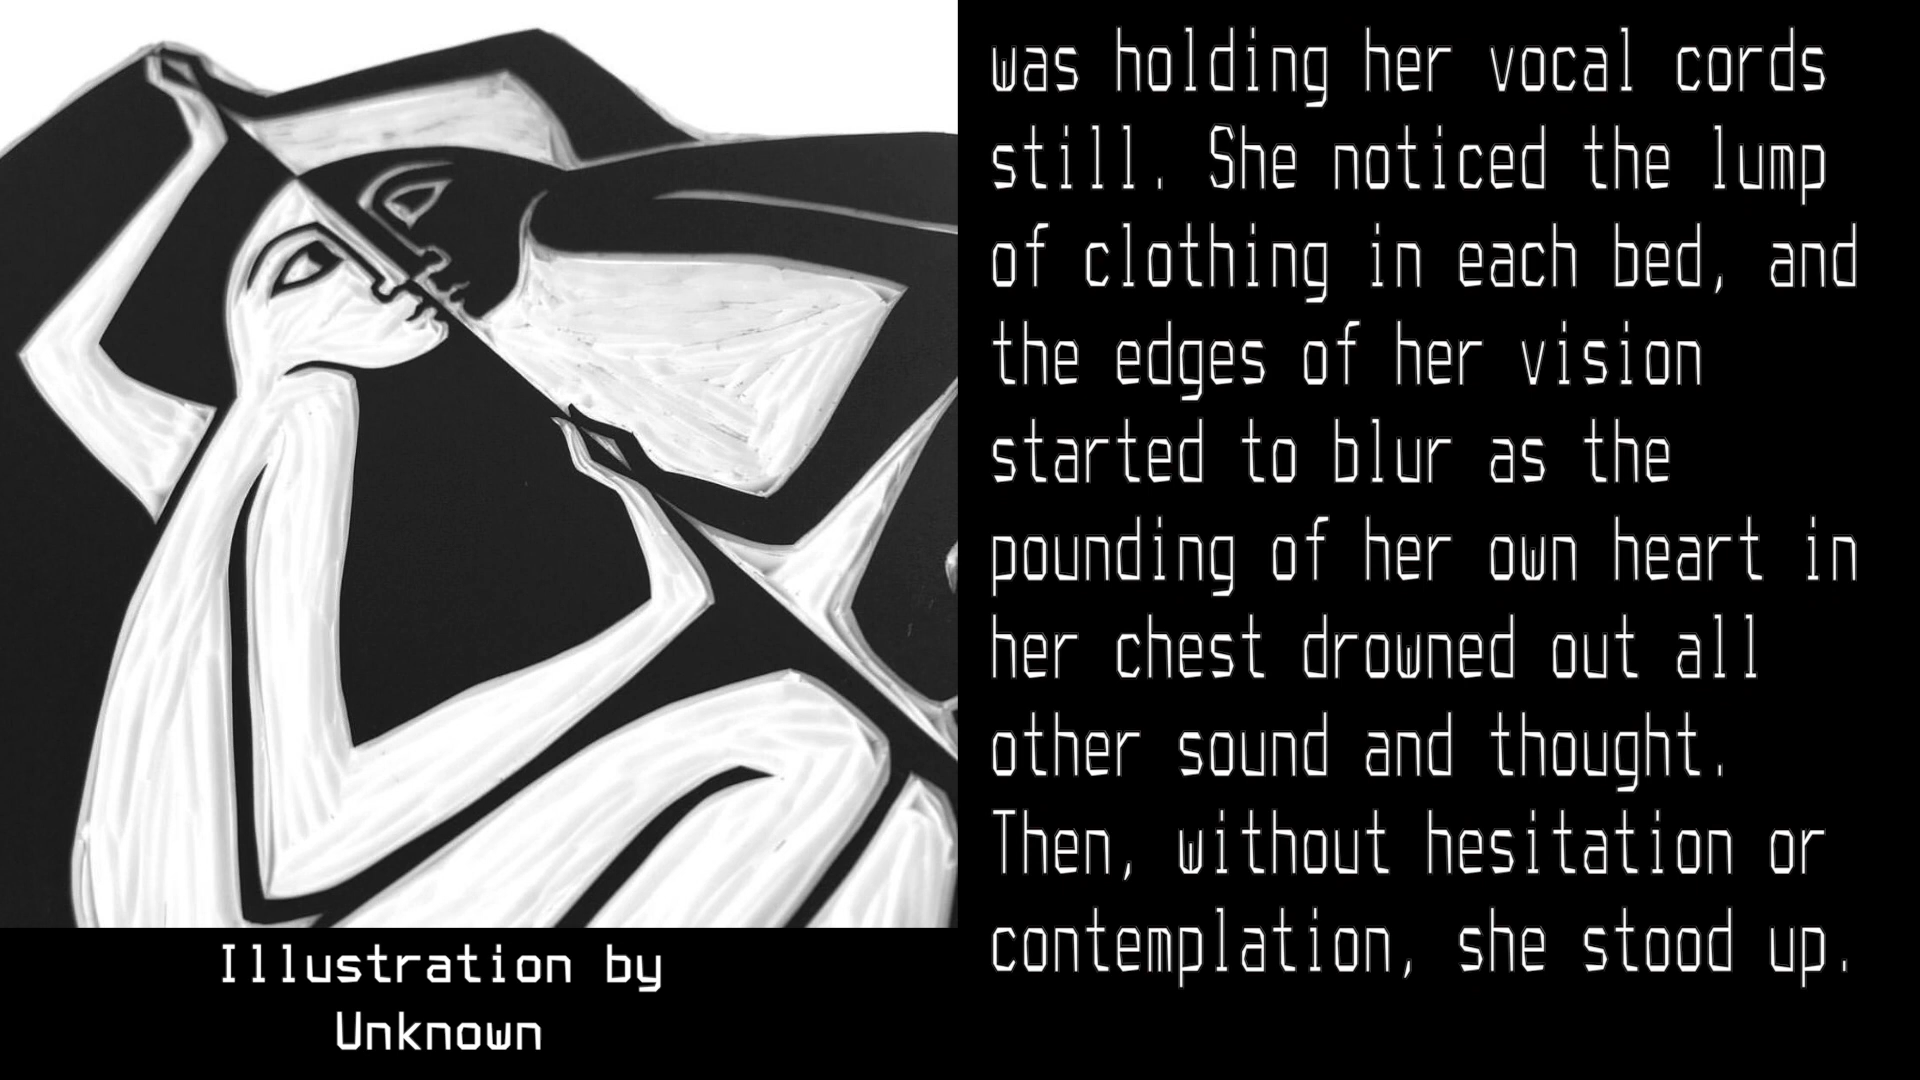 was holding her vocal cords
still. She noticed the lump
of clothing in each bed, and
the edges of her vision
started to blur as the
pounding of her own heart in
her chest drowned out all
other sound and thought.
Then, without hesitation or
contemplation, she stood up.
Illustration by
Unknown